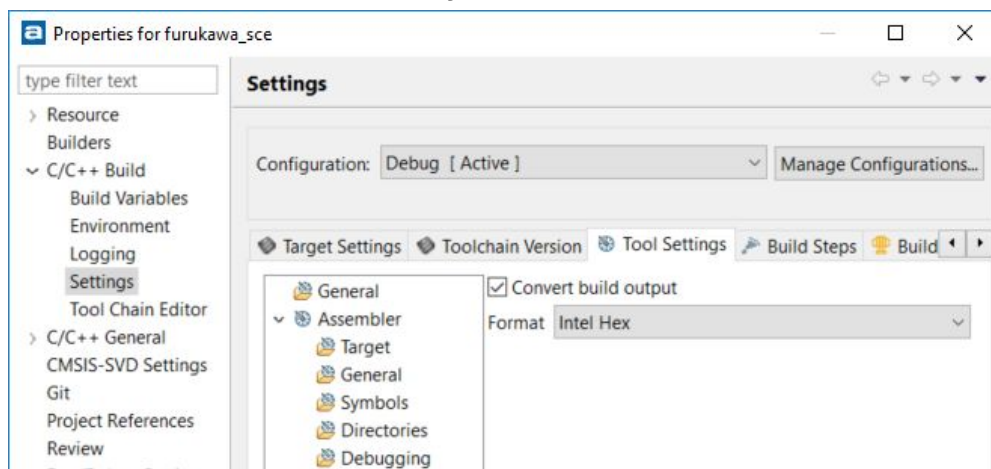 Properties for furukawa_sce
type filter text
Settings
Resource
Builders
C/C++ Build
Build Variables
Environment
Logging
Settings
Tool Chain Editor
C/C++ General
CMSIS-SVD Settings
Git
Project References
Review
Configuration: Debug [ Active ] Manage Configurations...
Target Settings Toolchain Version Tool Settings Build Steps Build
General
Assembler
Target
General
Symbols
Directories
Debugging
Convert build output
Format Intel Hex